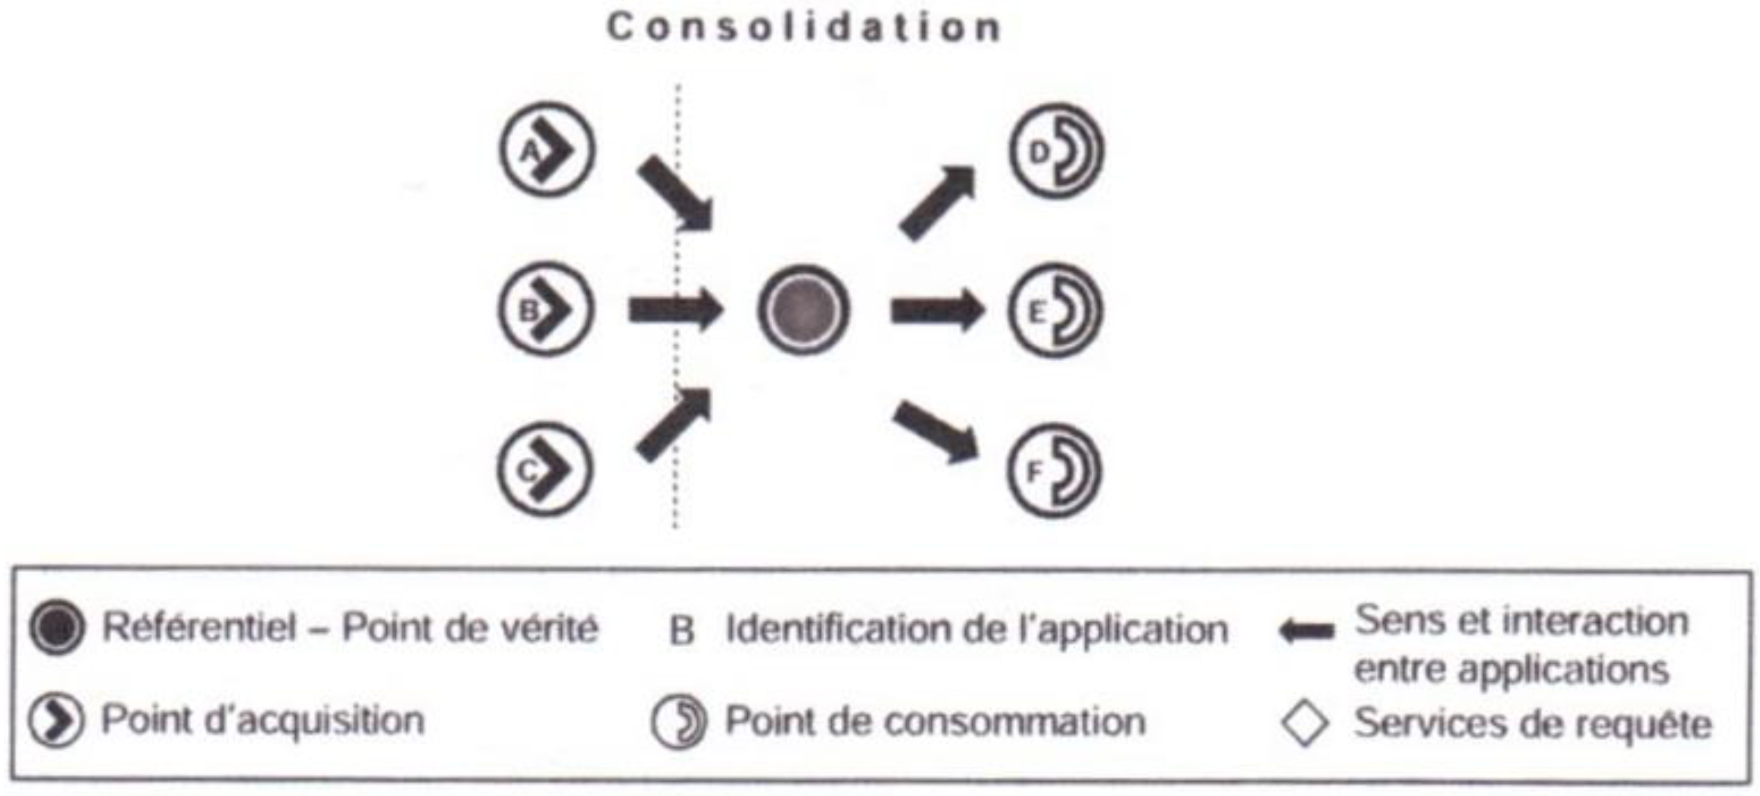 Consolidation
A
D
B
E
C
F
Référentiel – Point de vérité
B Identification de l'application
Sens et interaction
entre applications
Point d'acquisition
Point de consommation
Services de requête